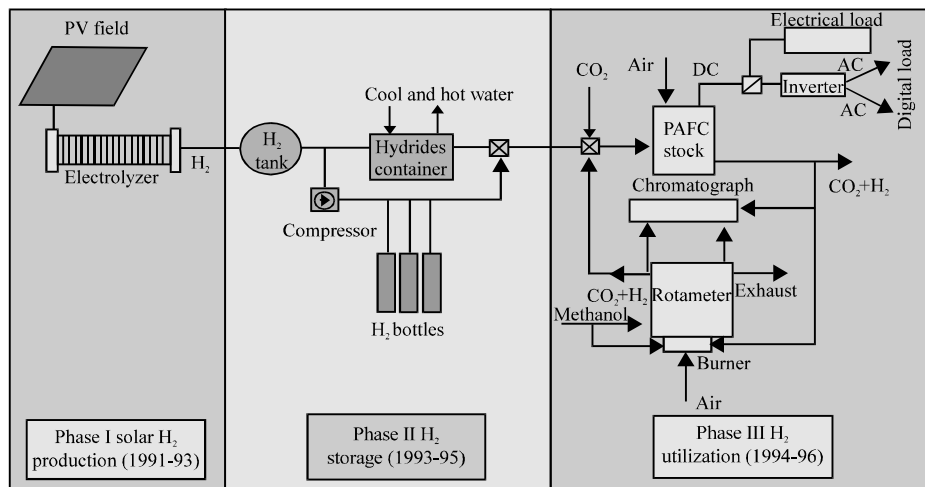 PV field
H₂
Electrolyzer
Phase I solar H₂
production (1991-93)
H₂
tank
Cool and hot water
Hydrides
container
Compressor
H₂ bottles
Phase II H₂
storage (1993-95)
CO₂
Air
DC
Electrical load
Inverter
AC
AC
Digital load
PAFC
stock
CO₂+H₂
Chromatograph
CO₂+H₂
Rotameter
Exhaust
Methanol
Burner
Air
Phase III H₂
utilization (1994-96)